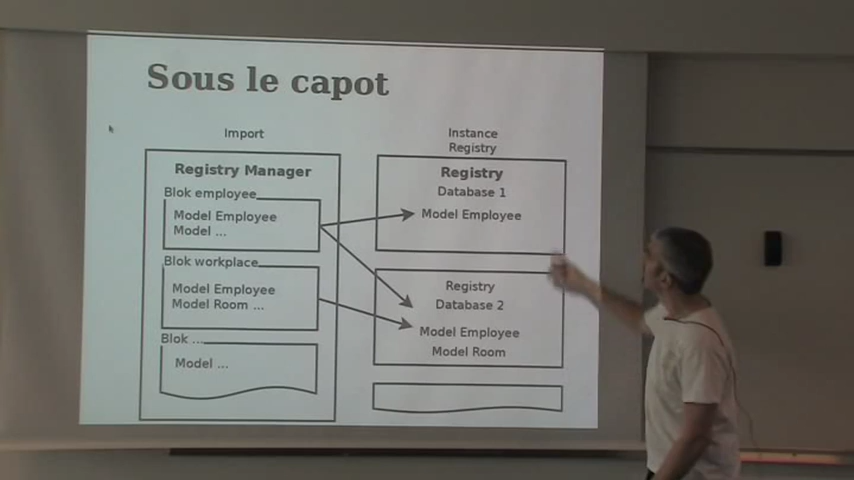 Sous le capot
Import
Registry Manager
Blok employee
Model Employee
Model ...
Blok workplace
Model Employee
Model Room ...
Blok ...
Model ...
Instance
Registry
Registry
Database 1
Model Employee
Registry
Database 2
Model Employee
Model Room